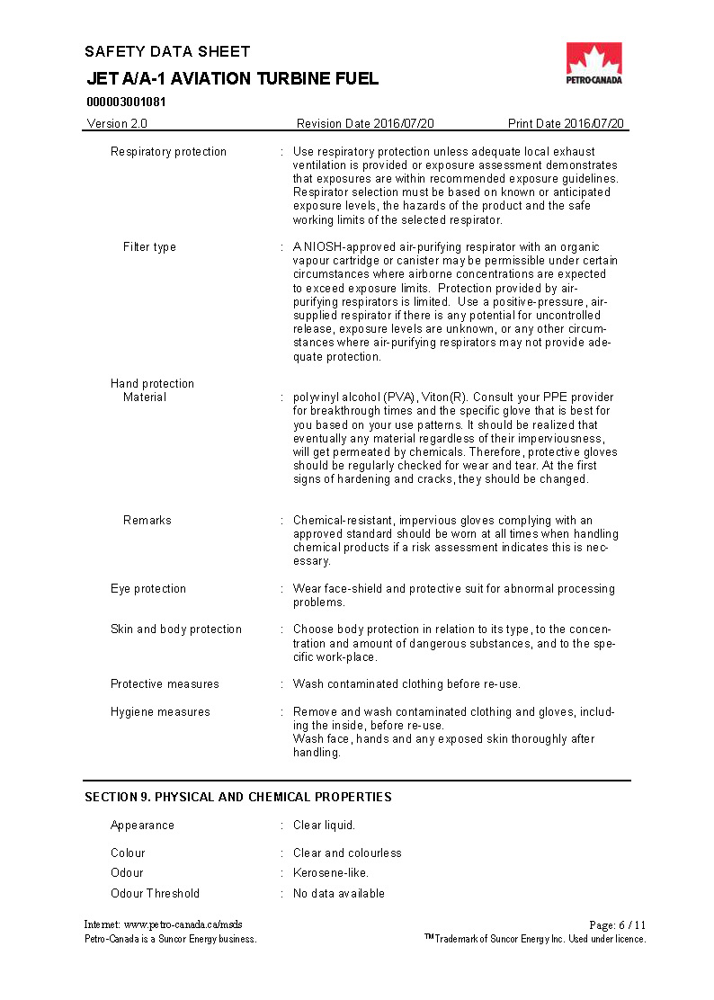 SAFETY DATA SHEET
PETRO-CANADA
JET A/A-1 AVIATION TURBINE FUEL
000003001081
Version 2.0 Revision Date 2016/07/20 Print Date 2016/07/20
Respiratory protection : Use respiratory protection unless adequate local exhaust
ventilation is provided or exposure assessment demonstrates
that exposures are within recommended exposure guidelines.
Respirator selection must be based on known or anticipated
exposure levels, the hazards of the product and the safe
working limits of the selected respirator.
Filter type : A NIOSH-approved air-purifying respirator with an organic
vapour cartridge or canister may be permissible under certain
circumstances where airborne concentrations are expected
to exceed exposure limits. Protection provided by air-
purifying respirators is limited. Use a positive-pressure, air-
supplied respirator if there is any potential for uncontrolled
release, exposure levels are unknown, or any other circum-
stances where air-purifying respirators may not provide ade-
quate protection.
Hand protection
Material : polyvinyl alcohol (PVA), Viton(R). Consult your PPE provider
for breakthrough times and the specific glove that is best for
you based on your use patterns. It should be realized that
eventually any material regardless of their imperviousness,
will get permeated by chemicals. Therefore, protective gloves
should be regularly checked for wear and tear. At the first
signs of hardening and cracks, they should be changed.
Remarks : Chemical-resistant, impervious gloves complying with an
approved standard should be worn at all times when handling
chemical products if a risk assessment indicates this is nec-
essary.
Eye protection : Wear face-shield and protective suit for abnormal processing
problems.
Skin and body protection : Choose body protection in relation to its type, to the concen-
tration and amount of dangerous substances, and to the spe-
cific work-place.
Protective measures : Wash contaminated clothing before re-use.
Hygiene measures : Remove and wash contaminated clothing and gloves, includ-
ing the inside, before re-use.
Wash face, hands and any exposed skin thoroughly after
handling.
SECTION 9. PHYSICAL AND CHEMICAL PROPERTIES
Appearance : Clear liquid.
Colour : Clear and colourless
Odour : Kerosene-like.
Odour Threshold : No data available
Internet: www.petro-canada.ca/msds Page: 6 / 11
Petro-Canada is a Suncor Energy business. TM Trademark of Suncor Energy Inc. Used under licence.